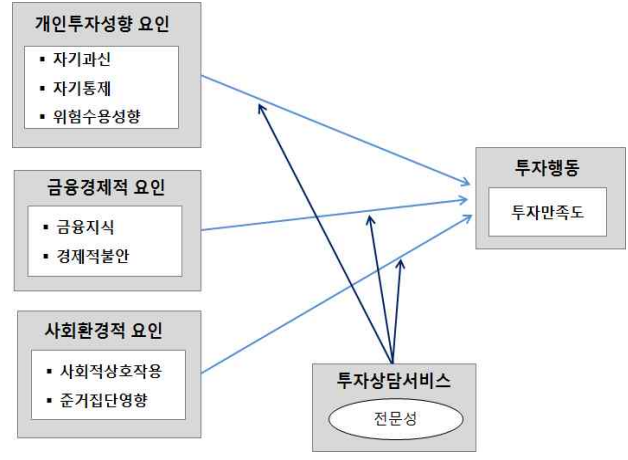 개인투자성향 요인
▪ 자기과신
▪ 자기통제
▪ 위험수용성향
금융경제적 요인
▪ 금융지식
▪ 경제적불안
사회환경적 요인
▪ 사회적상호작용
▪ 준거집단영향
투자행동
투자만족도
투자상담서비스
전문성